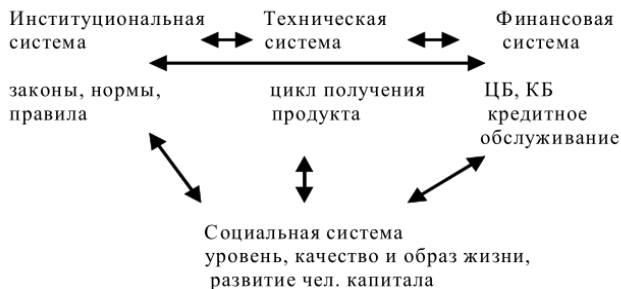 Институциональная Техническая Финансовая
система система система
законы, нормы, цикл получения ЦБ, КБ
правила продукта кредитное
обслуживание
Социальная система
уровень, качество и образ жизни,
развитие чел. капитала